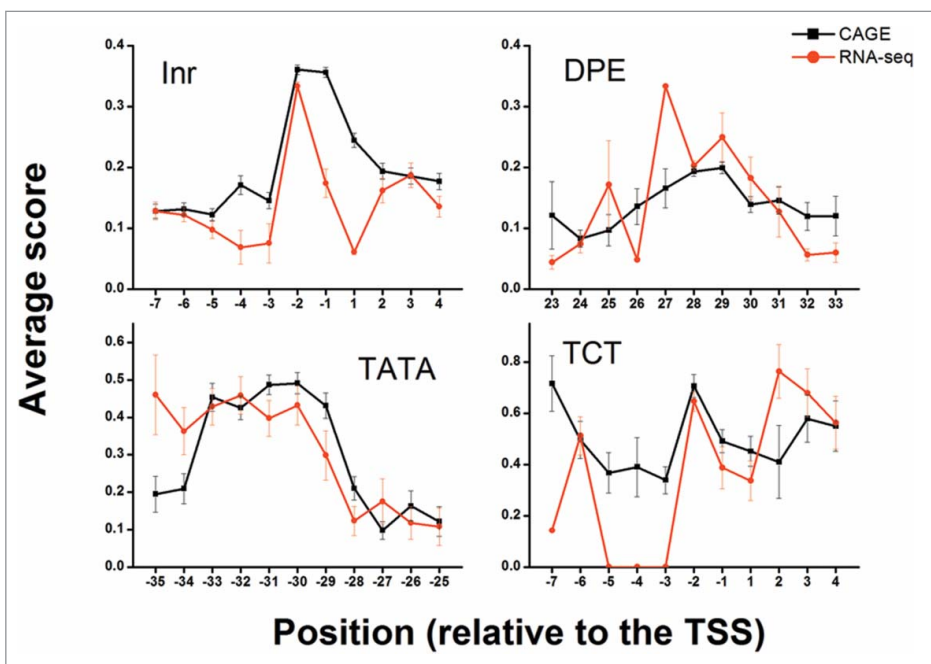 CAGE
RNA-seq
Average score
Inr
0.4
0.3
0.2
0.1
0.0
-7 -6 -5 -4 -3 -2 -1 1 2 3 4
DPE
0.4
0.3
0.2
0.1
0.0
23 24 25 26 27 28 29 30 31 32 33
TATA
0.6
0.5
0.4
0.3
0.2
0.1
0.0
-35 -34 -33 -32 -31 -30 -29 -28 -27 -26 -25
TCT
0.8
0.6
0.4
0.2
0.0
-7 -6 -5 -4 -3 -2 -1 1 2 3 4
Position (relative to the TSS)